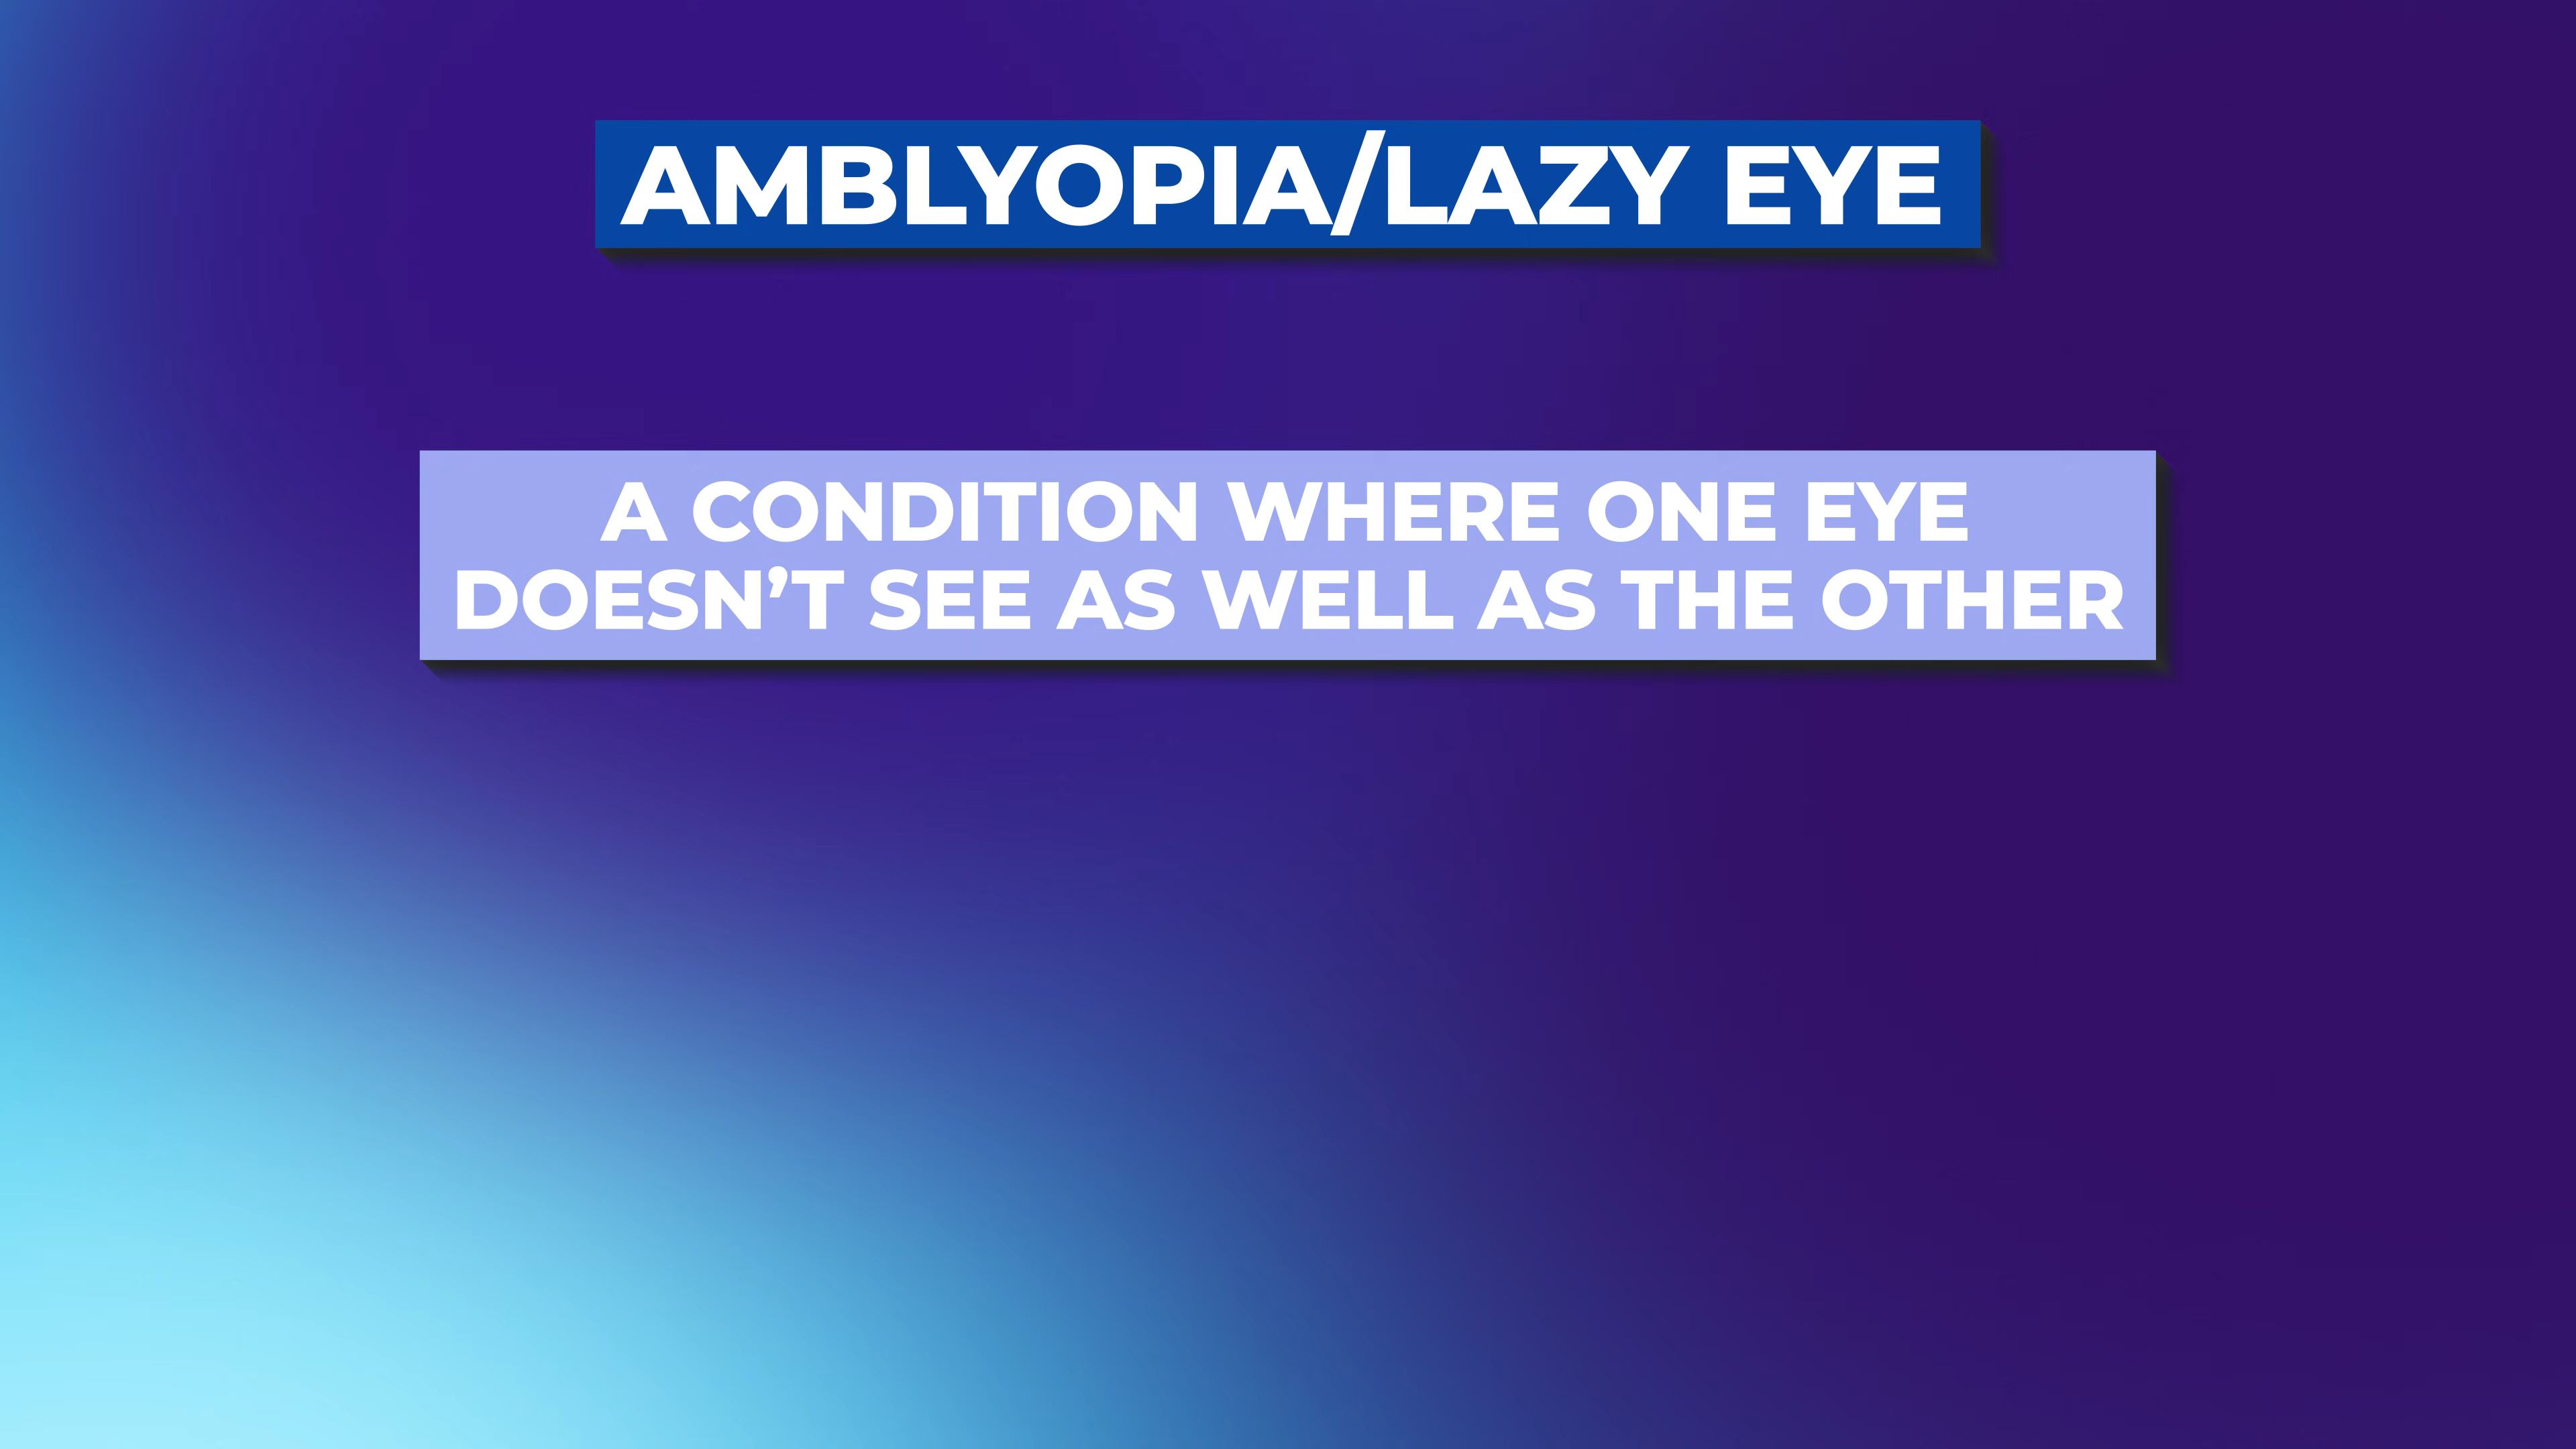 AMBLYOPIA/LAZY EYE
A CONDITION WHERE ONE EYE
DOESN’T SEE AS WELL AS THE OTHER